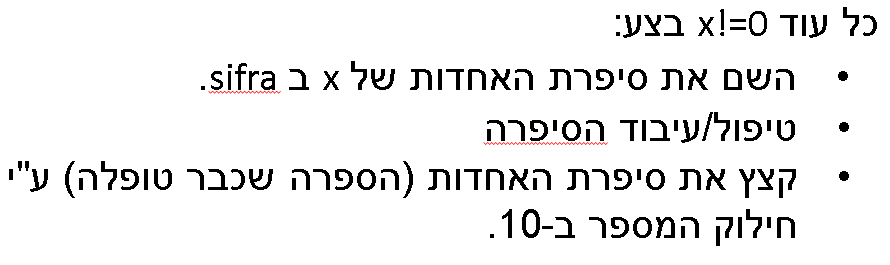 כל עוד x!=0 בצע:
• השם את סיפרת האחדות של x ב sifra.
• טיפול/עיבוד הסיפרה
• קצץ את סיפרת האחדות (הספרה שכבר טופלה) ע"י
חילוק המספר ב-10.